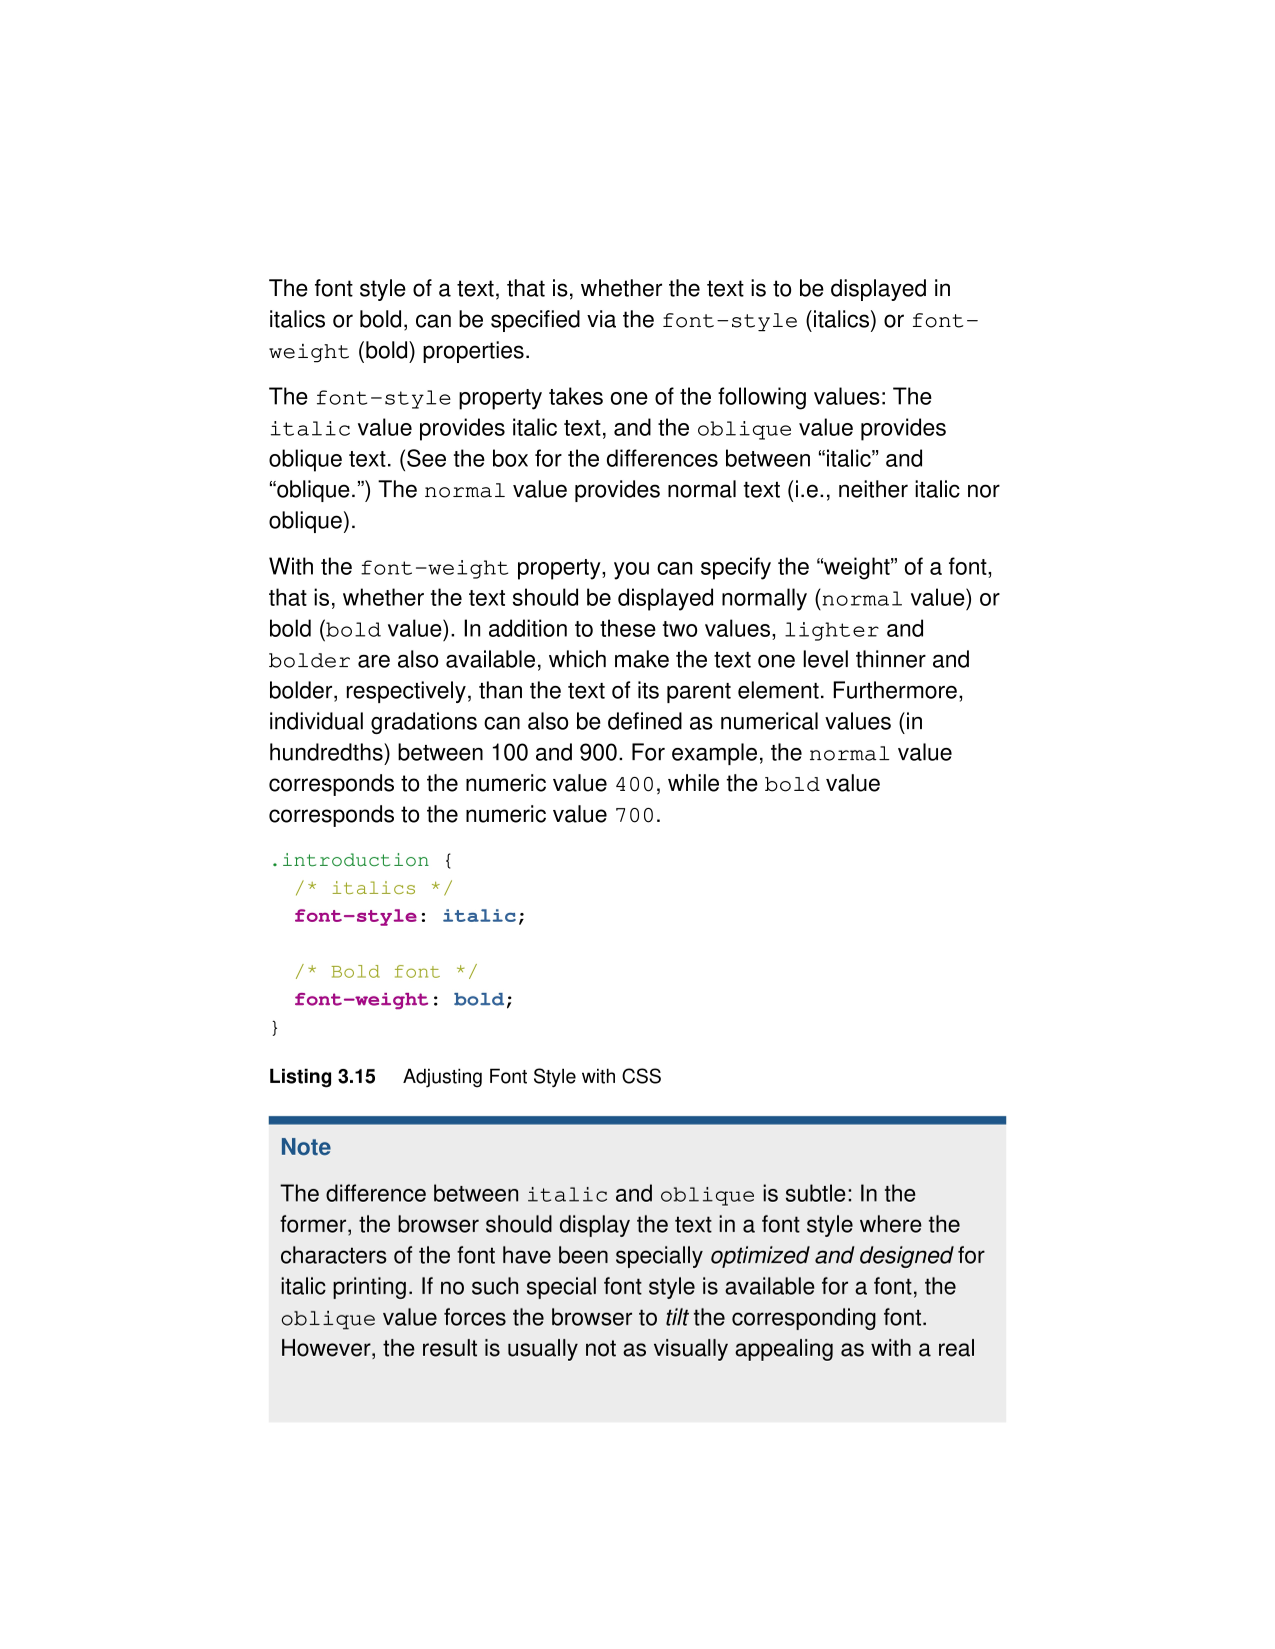 The font style of a text, that is, whether the text is to be displayed in
italics or bold, can be specified via the font-style (italics) or font-
weight (bold) properties.
The font-style property takes one of the following values: The
italic value provides italic text, and the oblique value provides
oblique text. (See the box for the differences between “italic” and
“oblique.”) The normal value provides normal text (i.e., neither italic nor
oblique).
With the font-weight property, you can specify the “weight” of a font,
that is, whether the text should be displayed normally (normal value) or
bold (bold value). In addition to these two values, lighter and
bolder are also available, which make the text one level thinner and
bolder, respectively, than the text of its parent element. Furthermore,
individual gradations can also be defined as numerical values (in
hundredths) between 100 and 900. For example, the normal value
corresponds to the numeric value 400, while the bold value
corresponds to the numeric value 700.
.introduction {
  /* italics */
  font-style: italic;
  /* Bold font */
  font-weight: bold;
}
Listing 3.15 Adjusting Font Style with CSS
Note
The difference between italic and oblique is subtle: In the
former, the browser should display the text in a font style where the
characters of the font have been specially optimized and designed for
italic printing. If no such special font style is available for a font, the
oblique value forces the browser to tilt the corresponding font.
However, the result is usually not as visually appealing as with a real